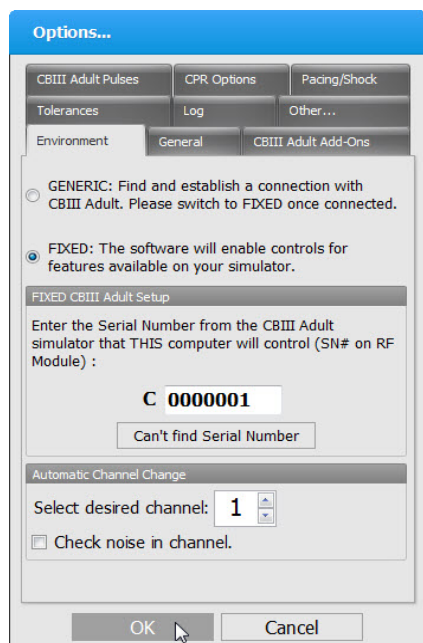 Options...
CBIII Adult Pulses CPR Options Pacing/Shock
Tolerances Log Other...
Environment General CBIII Adult Add-Ons
GENERIC: Find and establish a connection with
CBIII Adult. Please switch to FIXED once connected.
FIXED: The software will enable controls for
features available on your simulator.
FIXED CBIII Adult Setup
Enter the Serial Number from the CBIII Adult
simulator that THIS computer will control (SN# on RF
Module) :
C 0000001
Can't find Serial Number
Automatic Channel Change
Select desired channel: 1
Check noise in channel.
OK Cancel